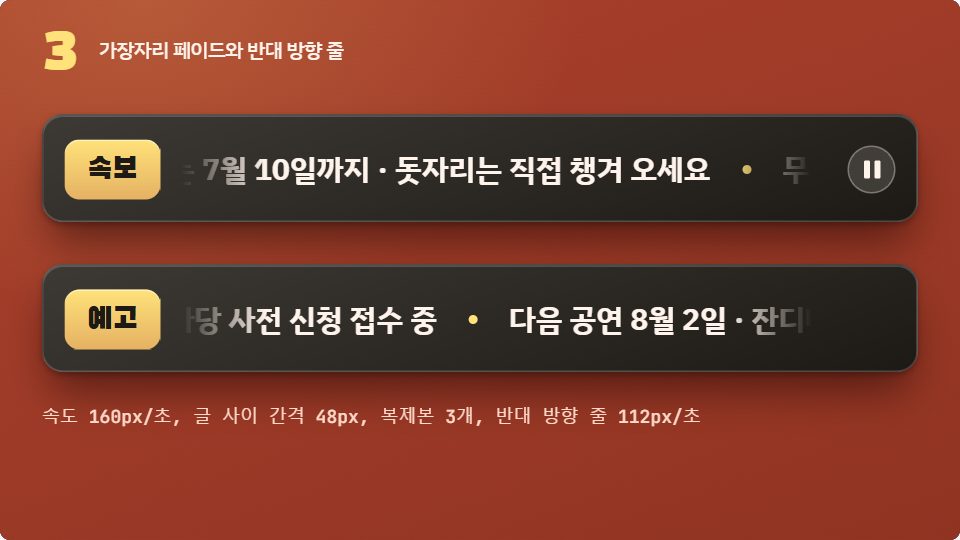 3
가장자리 페이드와 반대 방향 줄
속보
7월 10일까지 · 돗자리는 직접 챙겨 오세요 •
예고
사전 신청 접수 중 • 다음 공연 8월 2일 · 잔디
속도 160px/초, 글 사이 간격 48px, 복제본 3개, 반대 방향 줄 112px/초